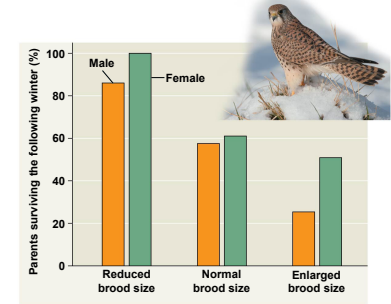 Parents surviving the following winter (%)
100
80
60
40
20
0
Male
Female
Reduced
brood size
Normal
brood size
Enlarged
brood size